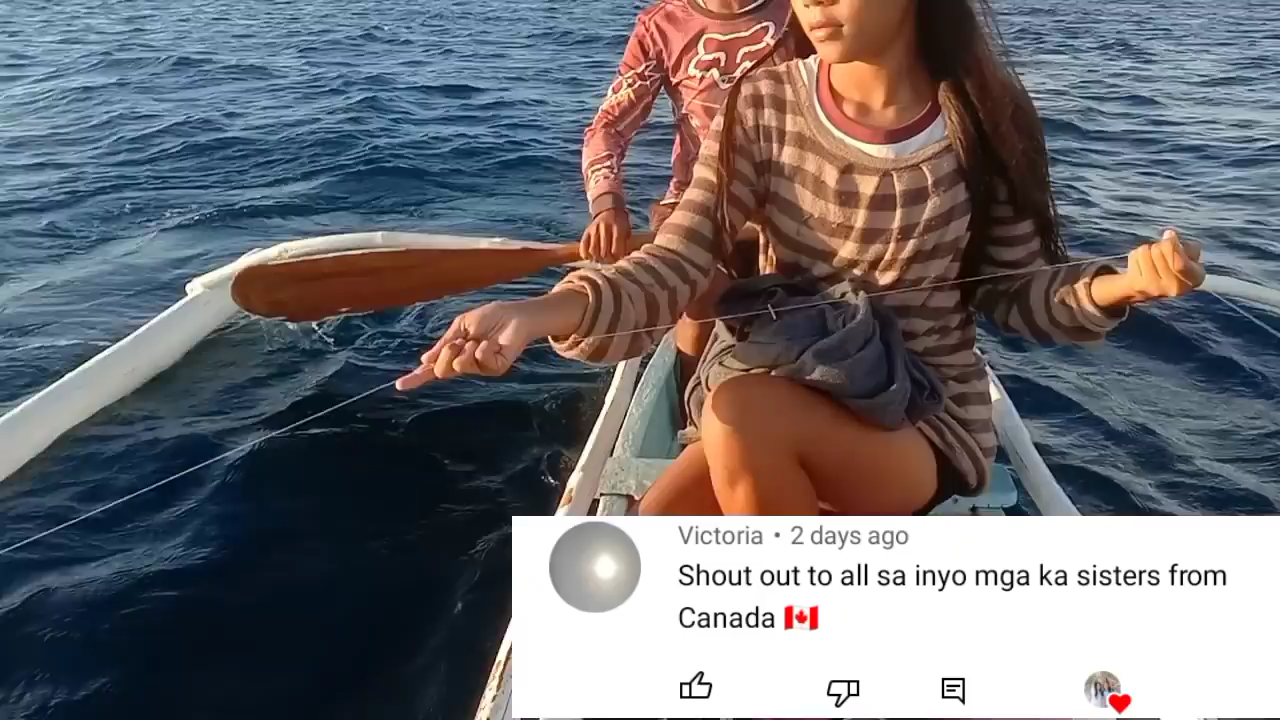 Victoria • 2 days ago
Shout out to all sa inyo mga ka sisters from
Canada 🇨🇦